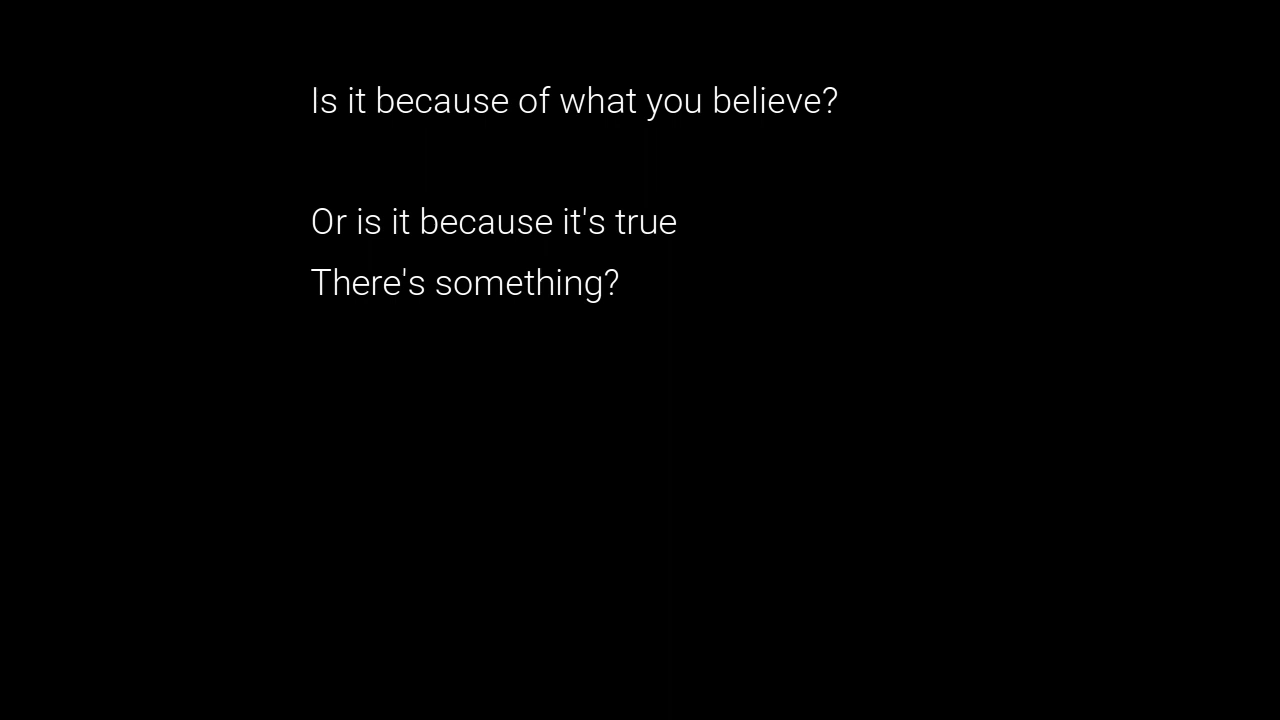 Is it because of what you believe?
Or is it because it's true
There's something?